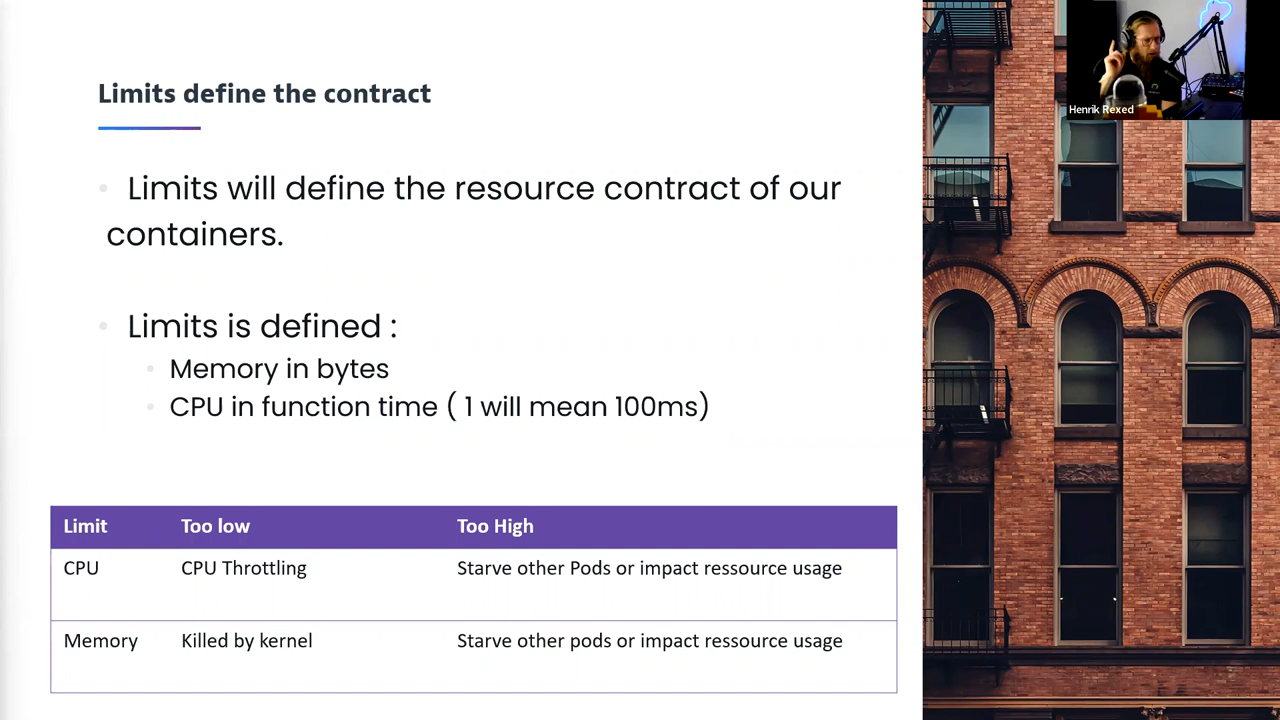 Limits define the contract
Limits will define the resource contract of our
containers.
Limits is defined :
Memory in bytes
CPU in function time ( 1 will mean 100ms)
Limit Too low Too High
CPU CPU Throttling Starve other Pods or impact ressource usage
Memory Killed by kernel Starve other pods or impact ressource usage
Henrik Rexed